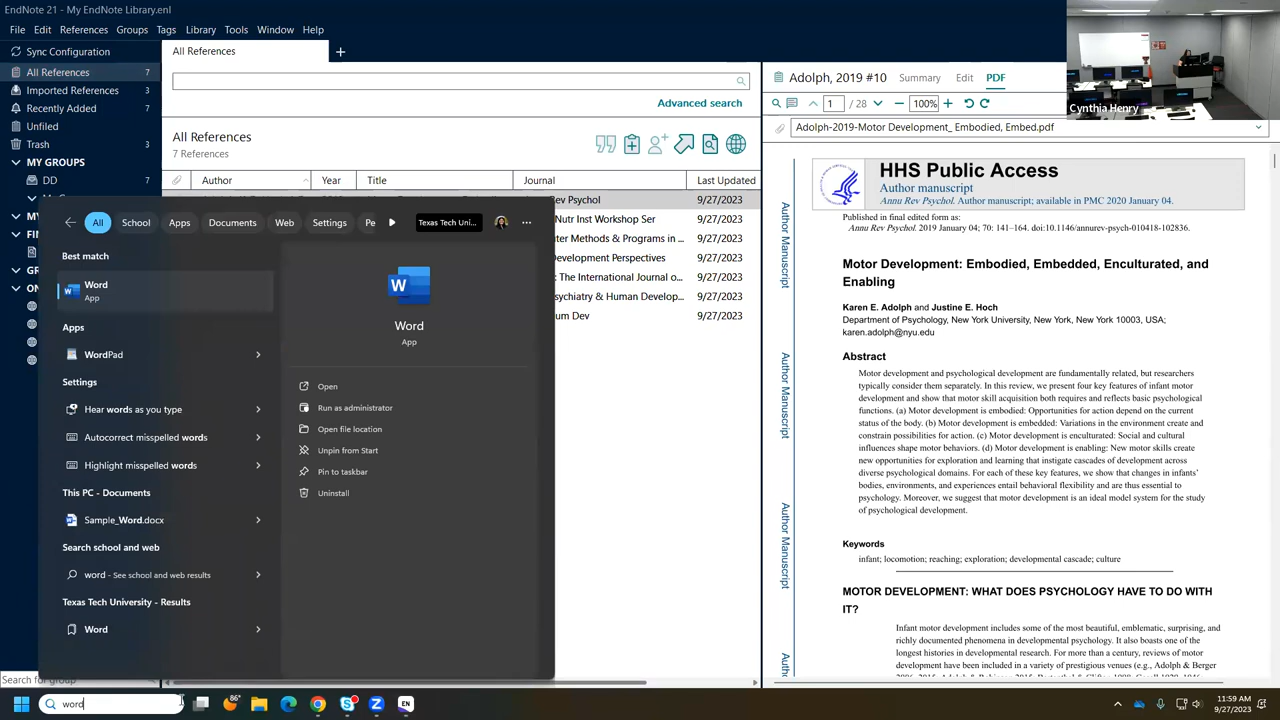 EndNote 21 - My EndNote Library.enl
File Edit References Groups Tags Library Tools Window Help
Sync Configuration
All References 7
Imported References 3
Recently Added 7
Unfiled
Trash 3
MY GROUPS
DD 7
All References
Advanced search
All References
7 References
Author Year Title Journal Last Updated
9/27/2023
Nutr Inst Workshop Ser 9/27/2023
9/27/2023
Development Perspectives 9/27/2023
: The International Journal o... 9/27/2023
9/27/2023
9/27/2023
All School Apps Documents Web Settings Pe Texas Tech Uni...
Best match
Word
App
Apps
WordPad
Settings
Hear words as you type
Autocorrect misspelled words
Highlight misspelled words
This PC - Documents
Sample_Word.docx
Search school and web
word - See school and web results
Texas Tech University - Results
Word
W
Word
App
Open
Run as administrator
Open file location
Unpin from Start
Pin to taskbar
Uninstall
Search for group
Adolph, 2019 #10 Summary Edit PDF
1 / 28 100%
Adolph-2019-Motor Development_ Embodied, Embed.pdf
Cynthia Henry
HHS Public Access
Author manuscript
Annu Rev Psychol. Author manuscript; available in PMC 2020 January 04.
Published in final edited form as:
Annu Rev Psychol. 2019 January 04; 70: 141–164. doi:10.1146/annurev-psych-010418-102836.
Motor Development: Embodied, Embedded, Enculturated, and
Enabling
Karen E. Adolph and Justine E. Hoch
Department of Psychology, New York University, New York, New York 10003, USA;
karen.adolph@nyu.edu
Abstract
Motor development and psychological development are fundamentally related, but researchers
typically consider them separately. In this review, we present four key features of infant motor
development and show that motor skill acquisition both requires and reflects basic psychological
functions. (a) Motor development is embodied: Opportunities for action depend on the current
status of the body. (b) Motor development is embedded: Variations in the environment create and
constrain possibilities for action. (c) Motor development is enculturated: Social and cultural
influences shape motor behaviors. (d) Motor development is enabling: New motor skills create
new opportunities for exploration and learning that instigate cascades of development across
diverse psychological domains. For each of these key features, we show that changes in infants'
bodies, environments, and experiences entail behavioral flexibility and are thus essential to
psychology. Moreover, we suggest that motor development is an ideal model system for the study
of psychological development.
Keywords
infant; locomotion; reaching; exploration; developmental cascade; culture
MOTOR DEVELOPMENT: WHAT DOES PSYCHOLOGY HAVE TO DO WITH
IT?
Infant motor development includes some of the most beautiful, emblematic, surprising, and
richly documented phenomena in developmental psychology. It also boasts one of the
longest histories in developmental research. For more than a century, reviews of motor
development have been included in a variety of prestigious venues (e.g., Adolph & Berger
Author Manuscript
Author Manuscript
Author Manuscript
word
86°
EN
11:59 AM
9/27/2023